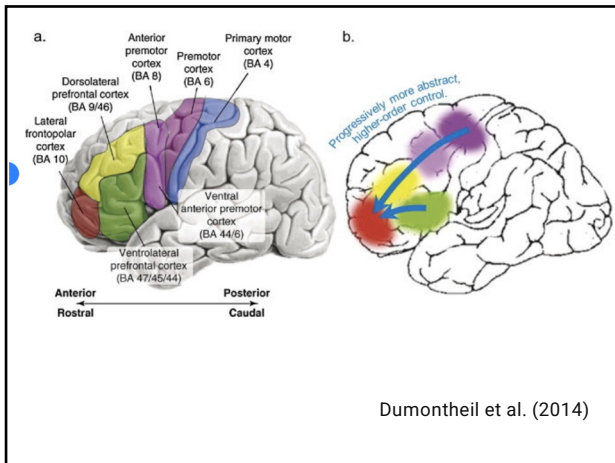 a.
Anterior
premotor
cortex
(BA 8)
Premotor
cortex
(BA 6)
Primary motor
cortex
(BA 4)
Dorsolateral
prefrontal cortex
(BA 9/46)
Lateral
frontopolar
cortex
(BA 10)
Ventral
anterior premotor
cortex
(BA 44/6)
Ventrolateral
prefrontal cortex
(BA 47/45/44)
Anterior
Posterior
Rostral
Caudal
b.
Progressively more abstract,
higher-order control.
Dumontheil et al. (2014)